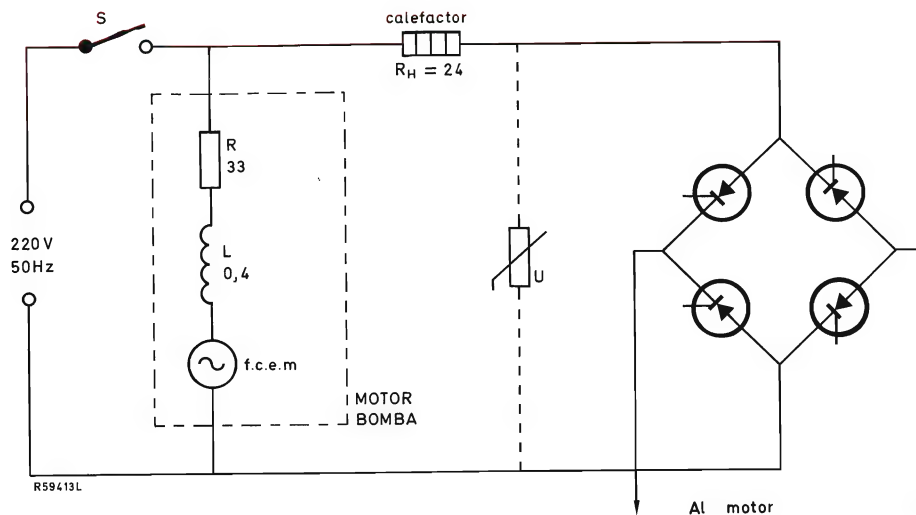 S
calefactor
R_H = 24
R
33
L
0,4
220V
50Hz
U
f.c.e.m
MOTOR
BOMBA
R59413L
Al motor